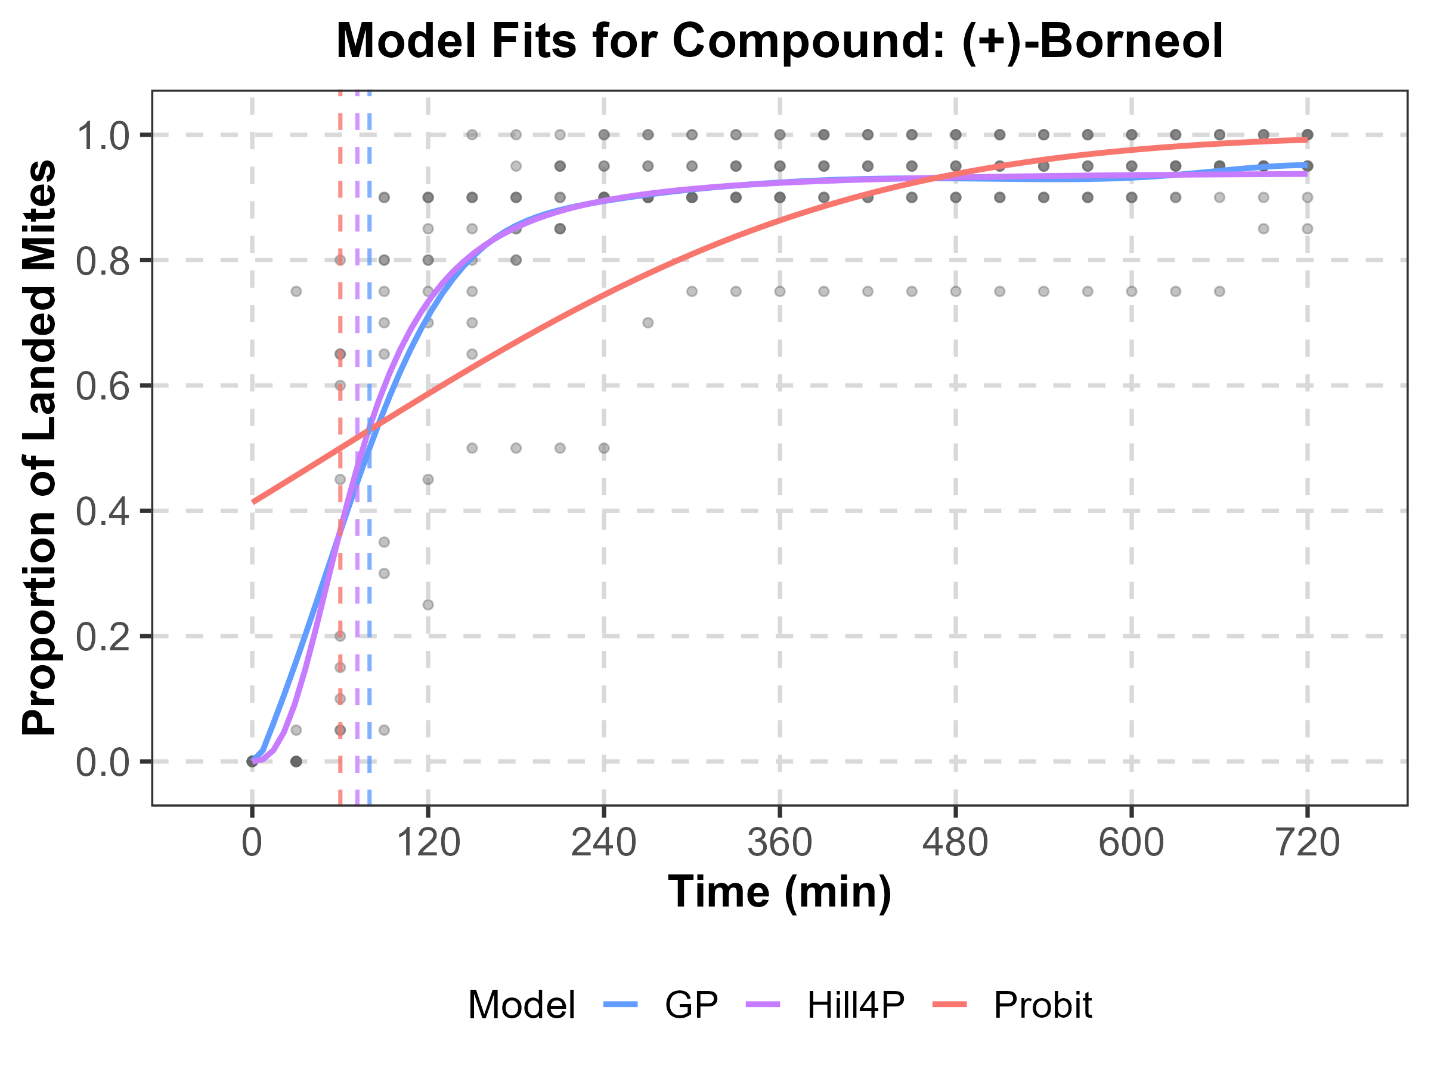 Model Fits for Compound: (+)-Borneol
Proportion of Landed Mites
1.0
0.8
0.6
0.4
0.2
0.0
0 120 240 360 480 600 720
Time (min)
Model GP Hill4P Probit